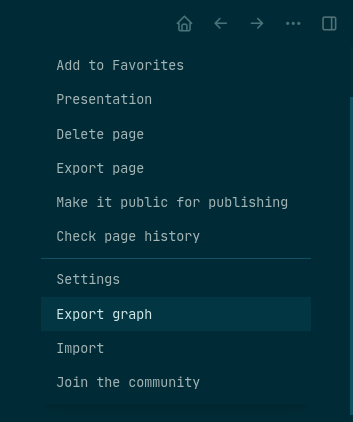 Add to Favorites
Presentation
Delete page
Export page
Make it public for publishing
Check page history
Settings
Export graph
Import
Join the community